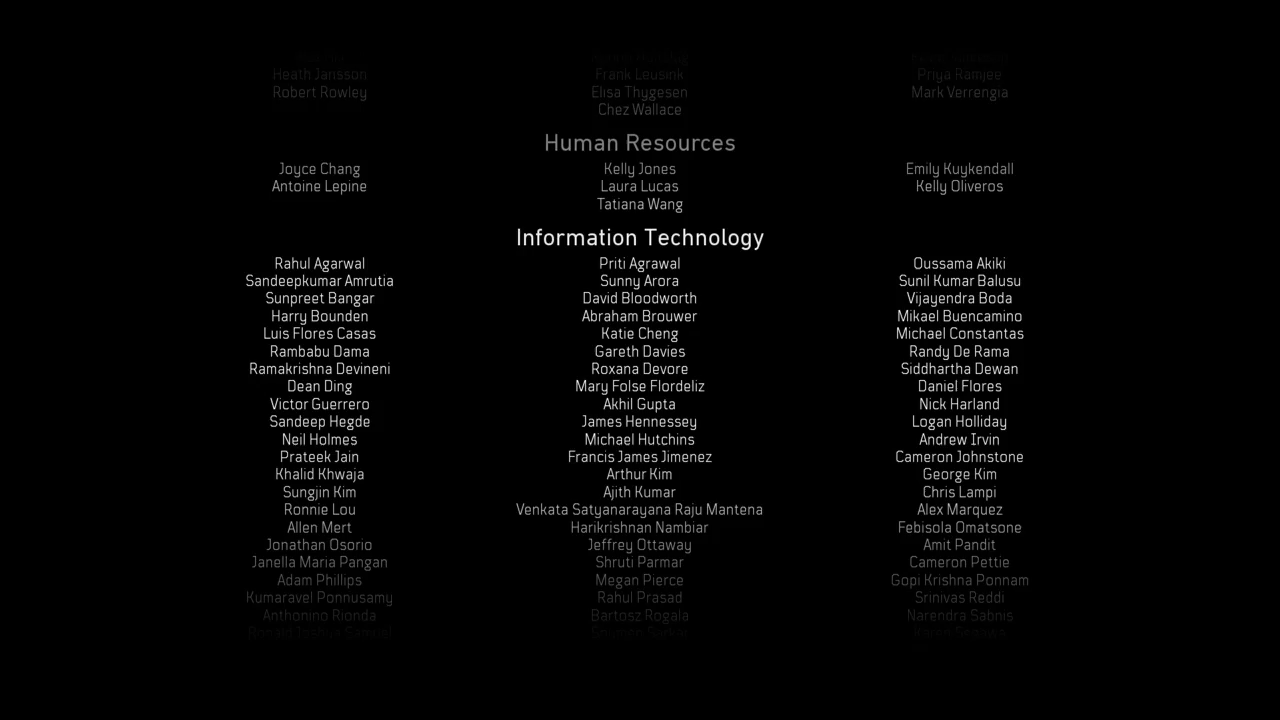 Heath Jansson Frank Leusink Priya Ramjee
Robert Rowley Elisa Thygesen Mark Verrengia
Chez Wallace
Human Resources
Joyce Chang Kelly Jones Emily Kuykendall
Antoine Lepine Laura Lucas Kelly Oliveros
Tatiana Wang
Information Technology
Rahul Agarwal Priti Agrawal Oussama Akiki
Sandeepkumar Amrutia Sunny Arora Sunil Kumar Balusu
Sunpreet Bangar David Bloodworth Vijayendra Boda
Harry Bounden Abraham Brouwer Mikael Buencamino
Luis Flores Casas Katie Cheng Michael Constantas
Rambabu Dama Gareth Davies Randy De Rama
Ramakrishna Devineni Roxana Devore Siddhartha Dewan
Dean Ding Mary Folse Flordeliz Daniel Flores
Victor Guerrero Akhil Gupta Nick Harland
Sandeep Hegde James Hennessey Logan Holliday
Neil Holmes Michael Hutchins Andrew Irvin
Prateek Jain Francis James Jimenez Cameron Johnstone
Khalid Khwaja Arthur Kim George Kim
Sungjin Kim Ajith Kumar Chris Lampi
Ronnie Lou Venkata Satyanarayana Raju Mantena Alex Marquez
Allen Mert Harikrishnan Nambiar Febisola Omatsone
Jonathan Osorio Jeffrey Ottaway Amit Pandit
Janella Maria Pangan Shruti Parmar Cameron Pettie
Adam Phillips Megan Pierce Gopi Krishna Ponnam
Kumaravel Ponnusamy Rahul Prasad Srinivas Reddi
Anthonino Rionda Bartosz Rogala Narendra Sabnis
Ronald Joshua Samuel